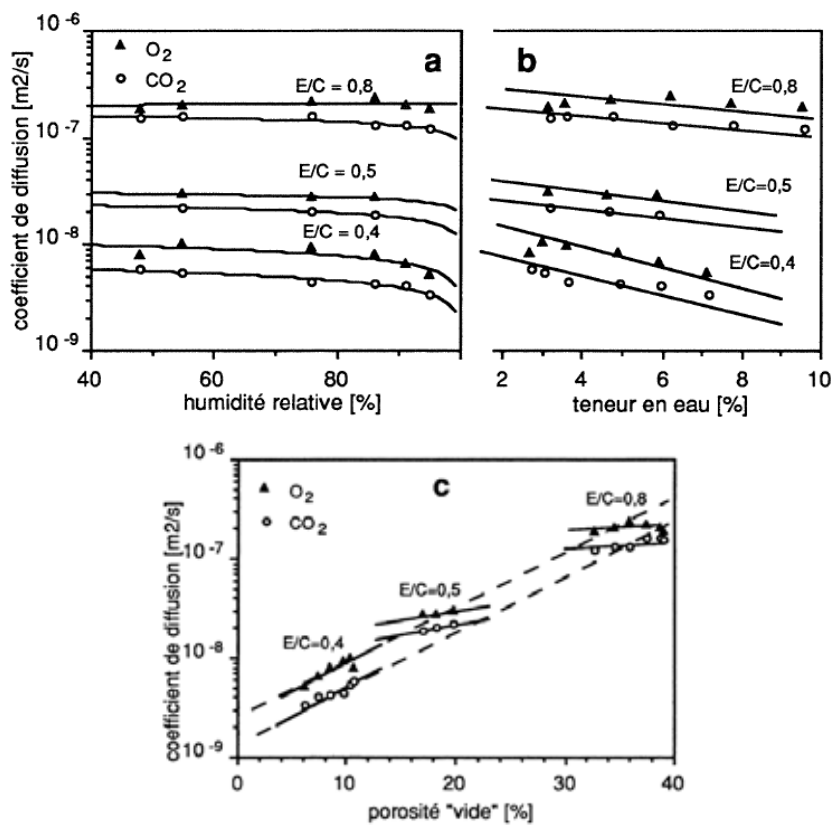 10⁻⁶
a
b
O₂
CO₂
E/C = 0,8
E/C=0,8
10⁻⁷
E/C = 0,5
E/C=0,5
10⁻⁸
E/C = 0,4
E/C=0,4
10⁻⁹
coefficient de diffusion [m2/s]
40 60 80
2 4 6 8 10
humidité relative [%]
teneur en eau [%]
10⁻⁶
c
O₂
CO₂
E/C=0,8
10⁻⁷
E/C=0,5
E/C=0,4
10⁻⁸
10⁻⁹
coefficient de diffusion [m2/s]
0 10 20 30 40
porosité "vide" [%]